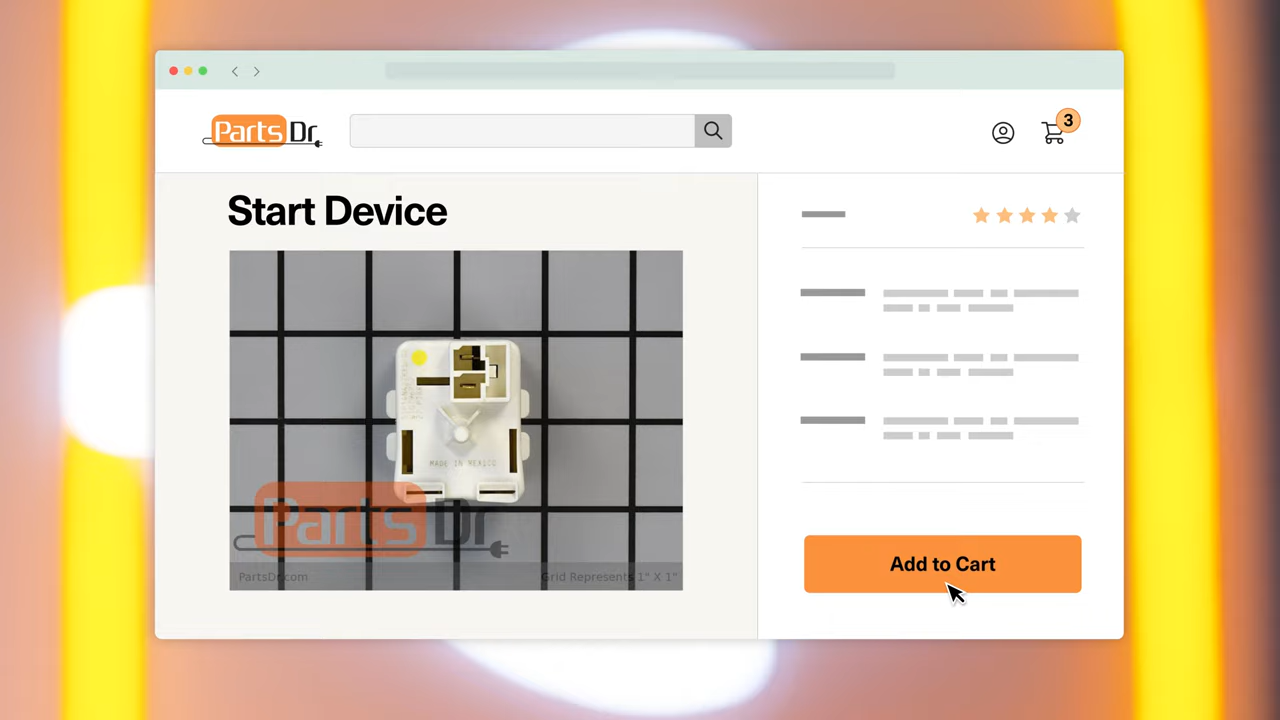 Parts Dr.
3
Start Device
MADE IN MEXICO
Parts Dr.
PartsDr.com
Grid Represents 1" X 1"
Add to Cart